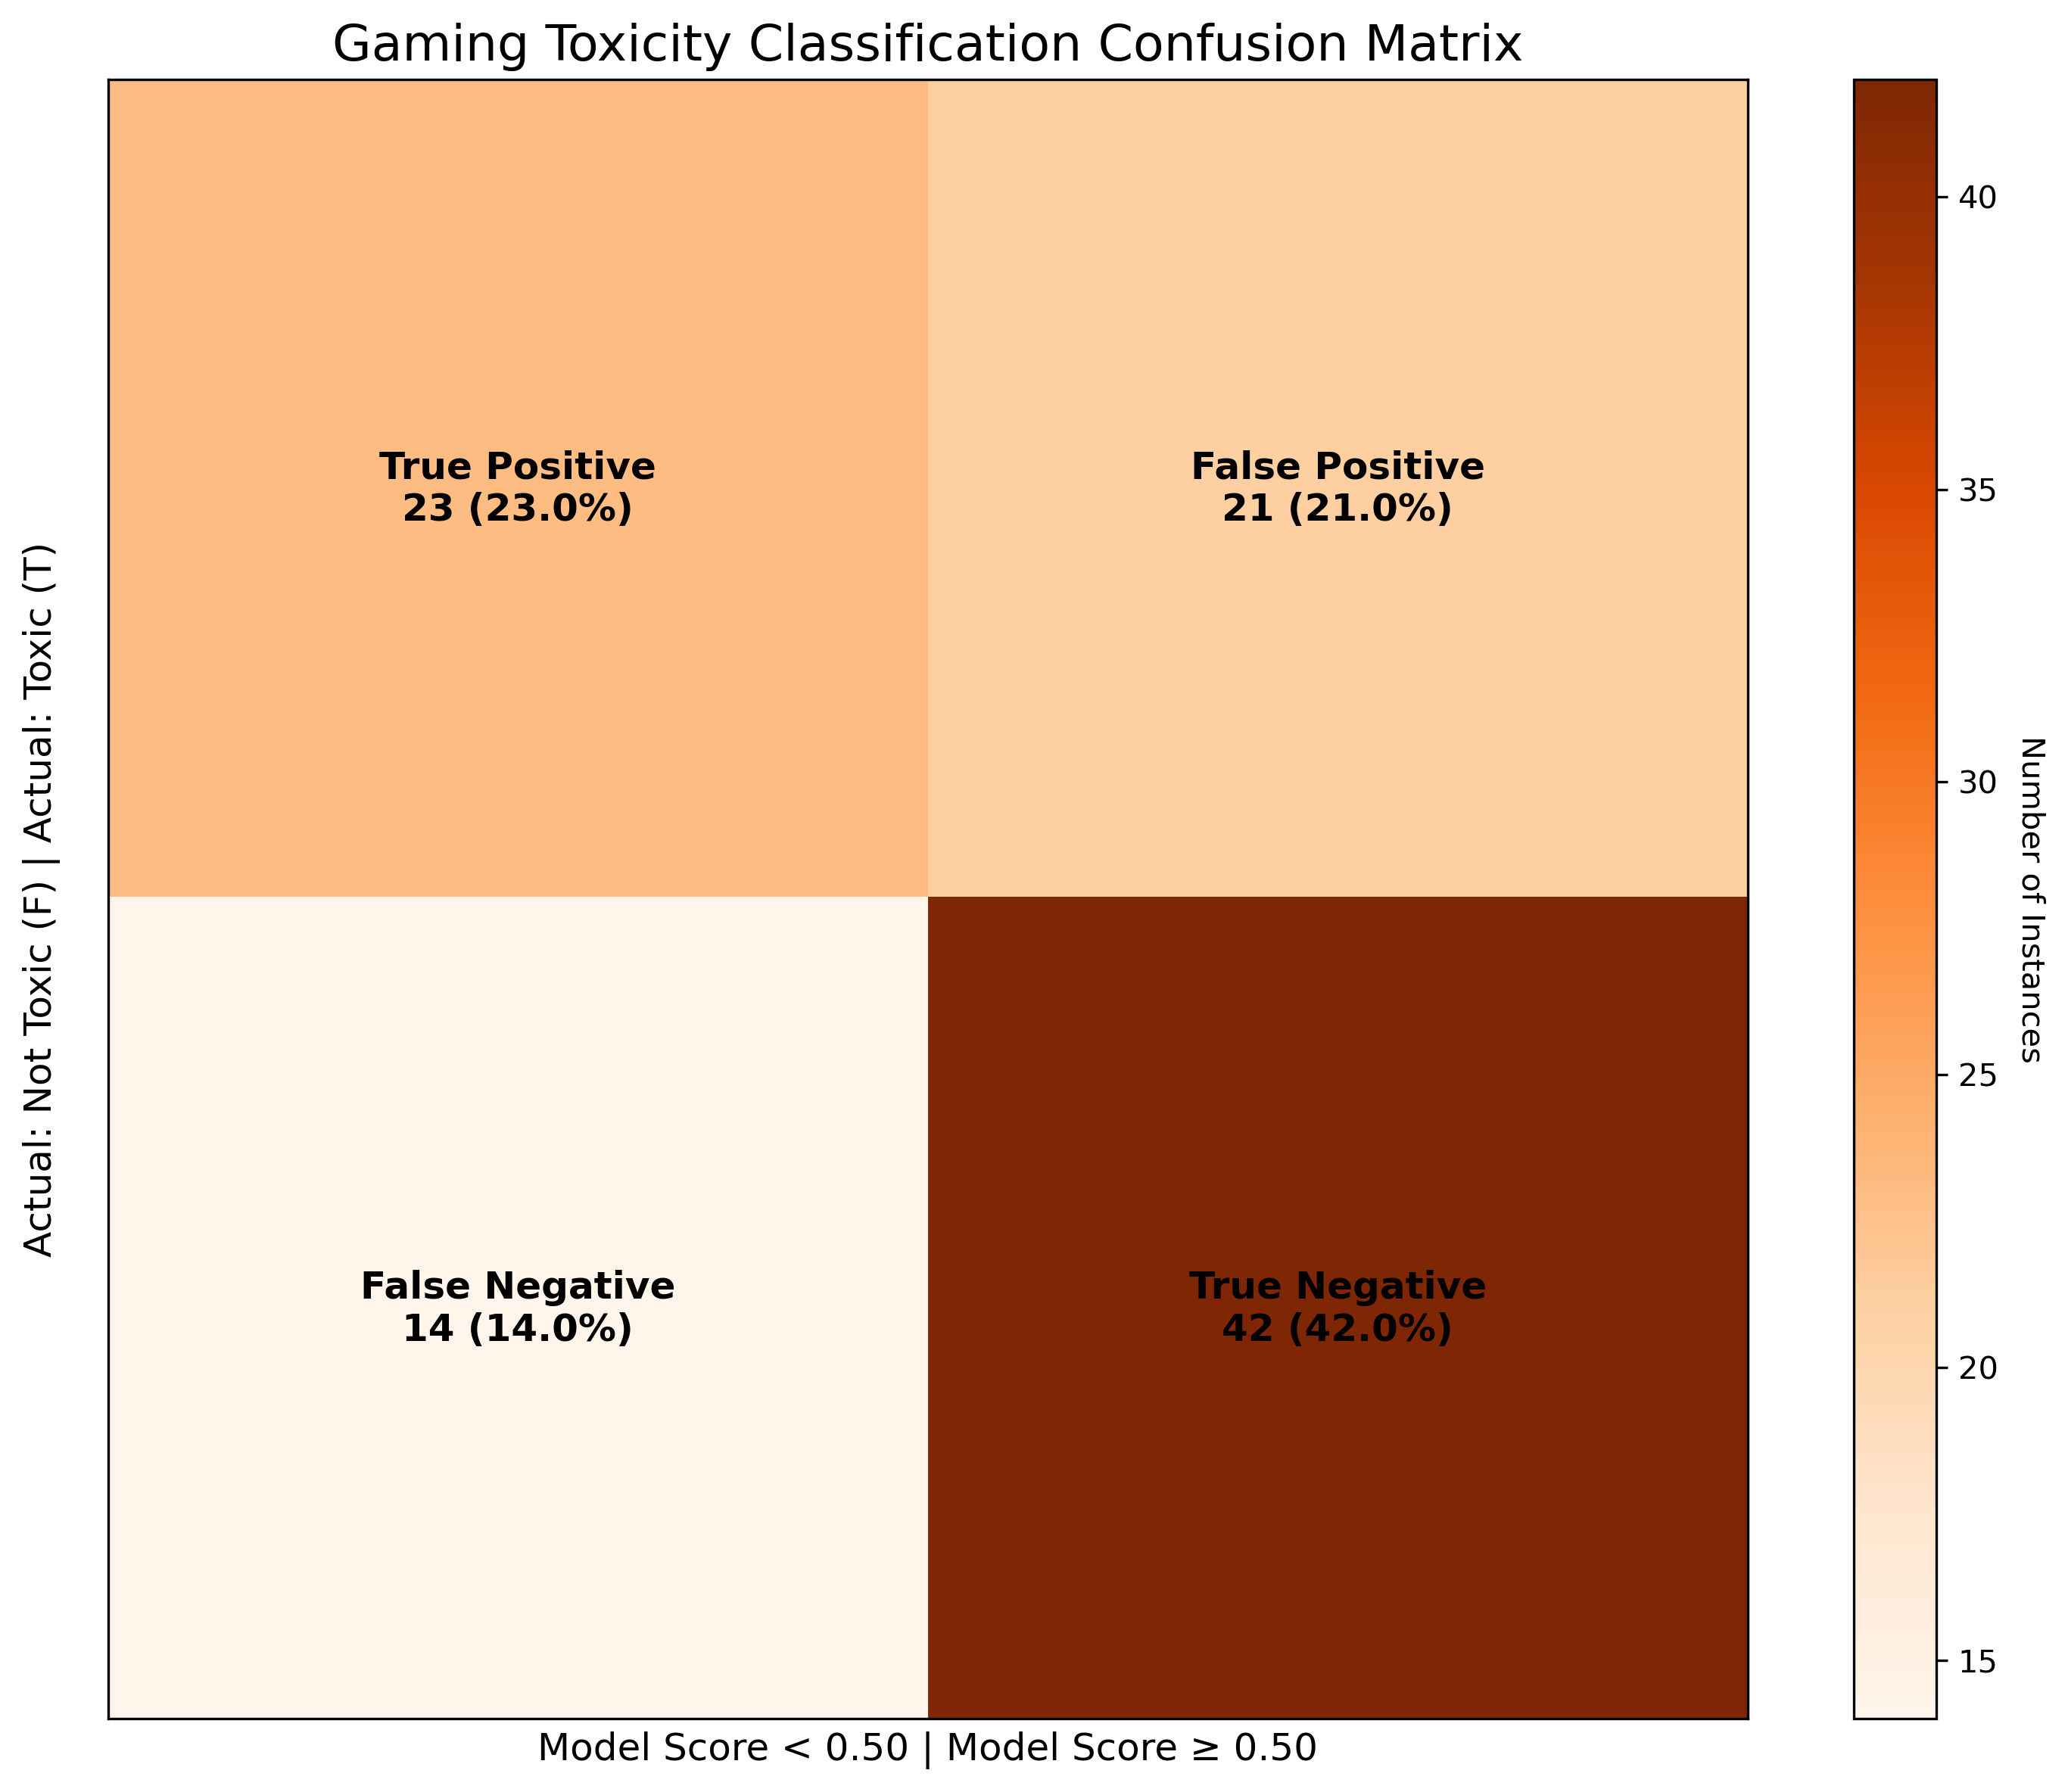 Gaming Toxicity Classification Confusion Matrix
Actual: Not Toxic (F) | Actual: Toxic (T)
True Positive
23 (23.0%)
False Positive
21 (21.0%)
False Negative
14 (14.0%)
True Negative
42 (42.0%)
Model Score < 0.50 | Model Score ≥ 0.50
40
35
30
25
20
15
Number of Instances